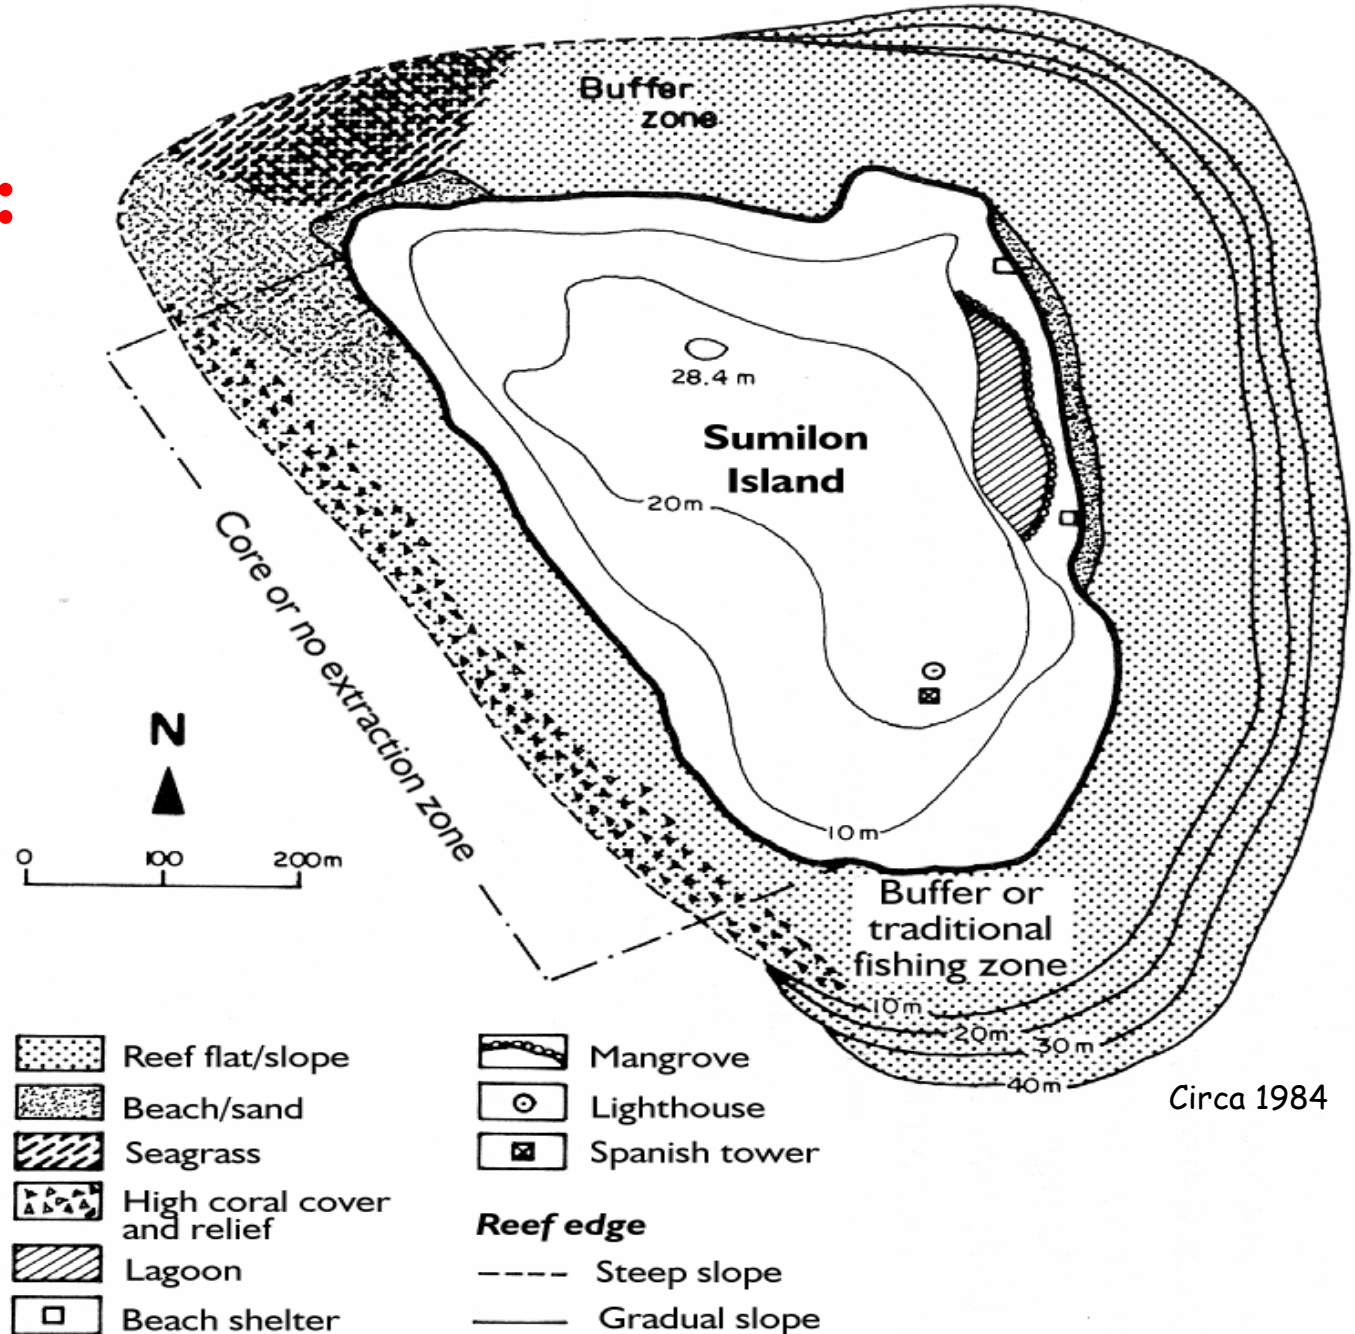 Buffer
zone
:
28.4 m
Sumilon
Island
20m
Core or no extraction zone
N
0 100 200m
10m
Buffer or
traditional
fishing zone
10m
20m
30m
40m
Circa 1984
Reef flat/slope
Beach/sand
Seagrass
High coral cover
and relief
Lagoon
Beach shelter
Mangrove
Lighthouse
Spanish tower
Reef edge
Steep slope
Gradual slope